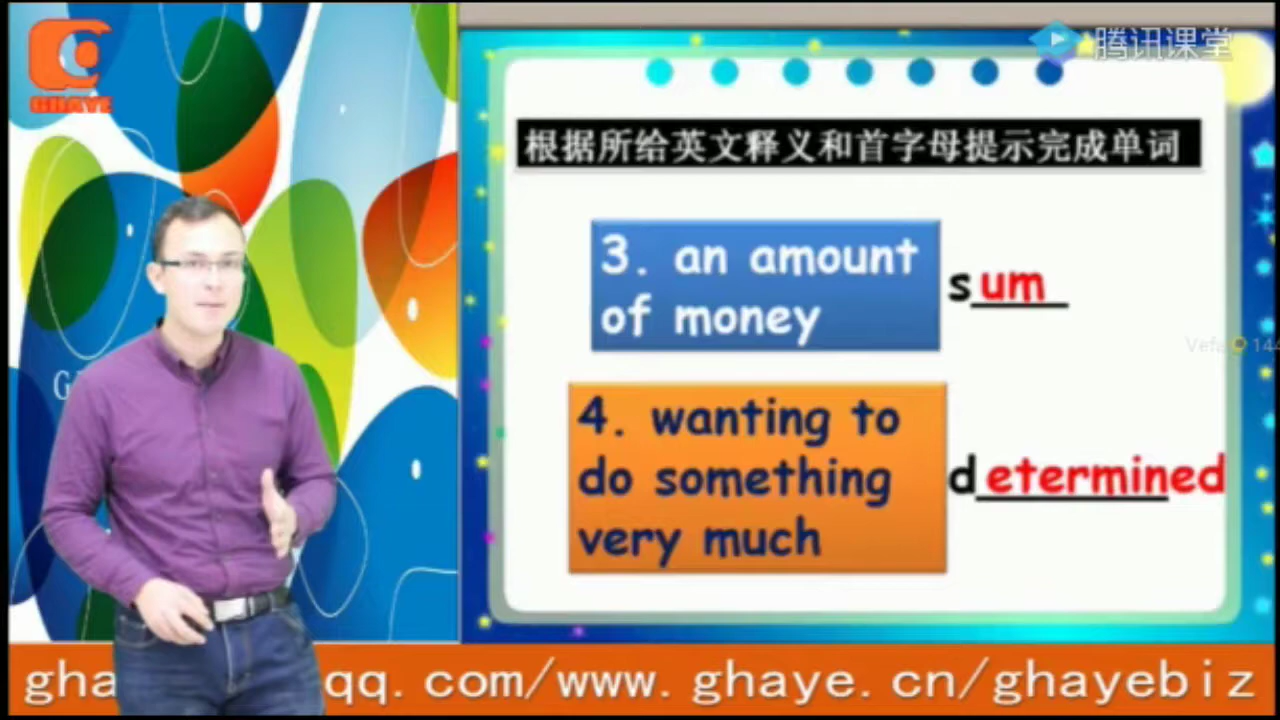 GHAYE
腾讯课堂
根据所给英文释义和首字母提示完成单词
3. an amount
of money
sum
4. wanting to
do something
very much
determined
qq.com/www.ghaye.cn/ghayebiz